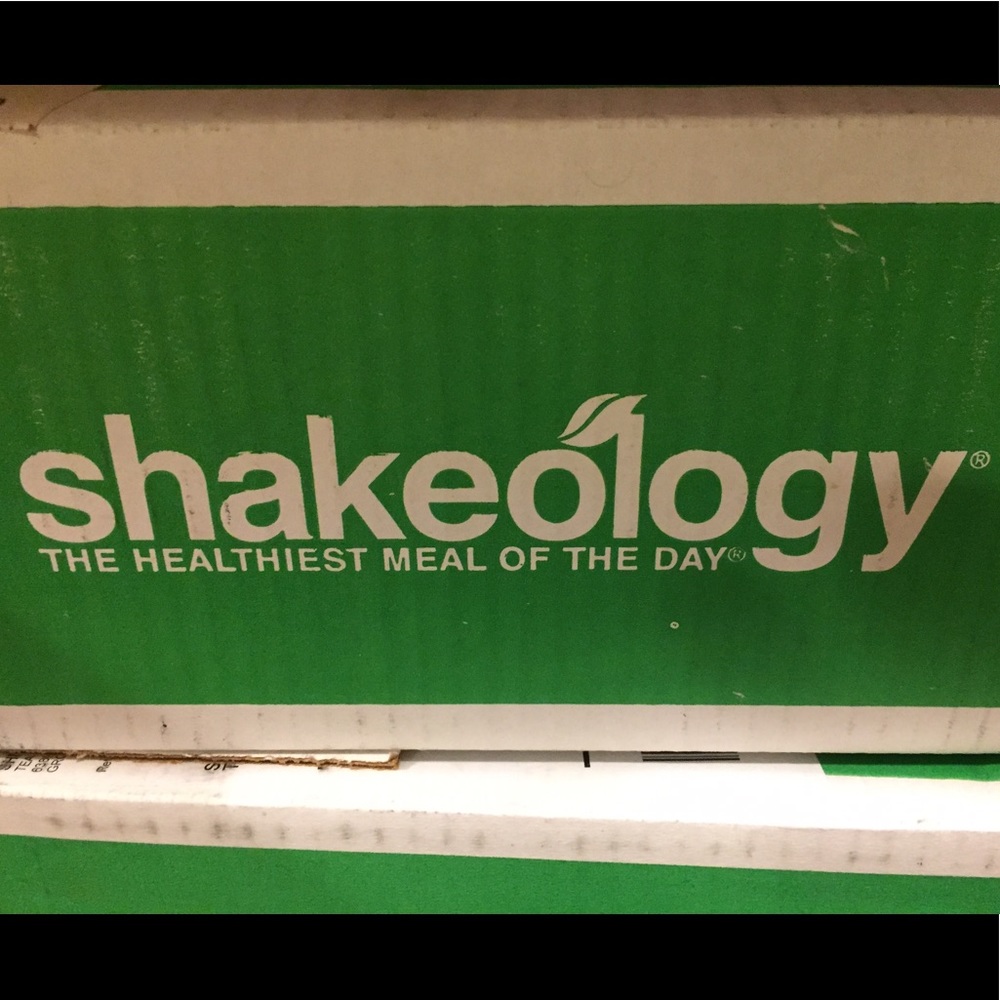 shakeology®
THE HEALTHIEST MEAL OF THE DAY®